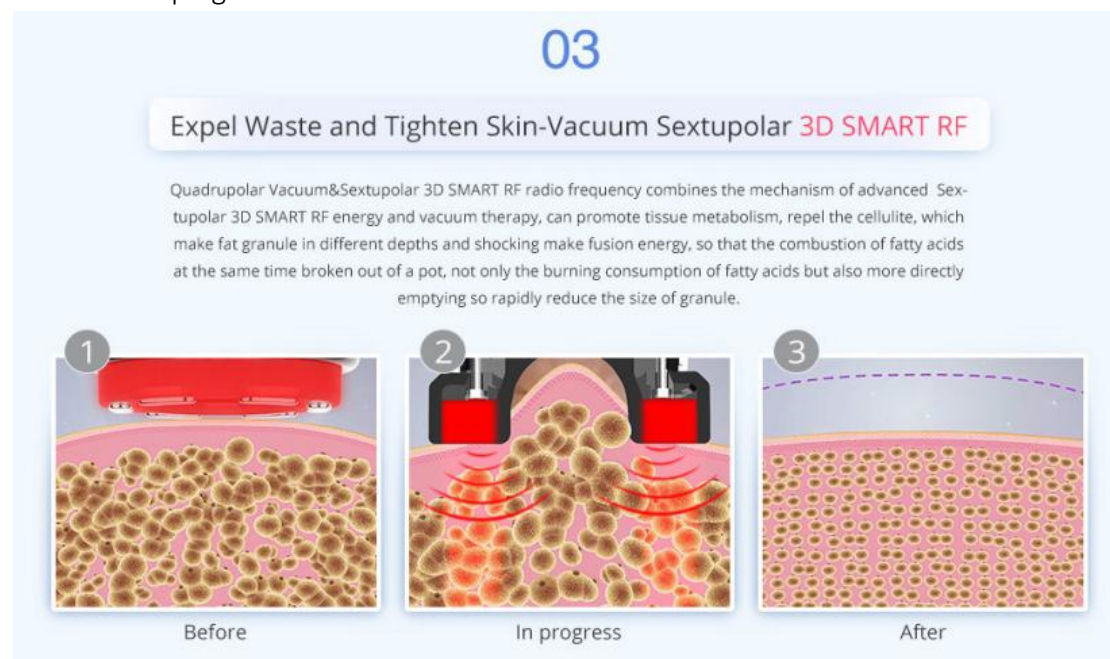 03
Expel Waste and Tighten Skin-Vacuum Sextupolar 3D SMART RF
Quadrupolar Vacuum&Sextupolar 3D SMART RF radio frequency combines the mechanism of advanced Sex-
tupolar 3D SMART RF energy and vacuum therapy, can promote tissue metabolism, repel the cellulite, which
make fat granule in different depths and shocking make fusion energy, so that the combustion of fatty acids
at the same time broken out of a pot, not only the burning consumption of fatty acids but also more directly
emptying so rapidly reduce the size of granule.
1
2
3
Before
In progress
After